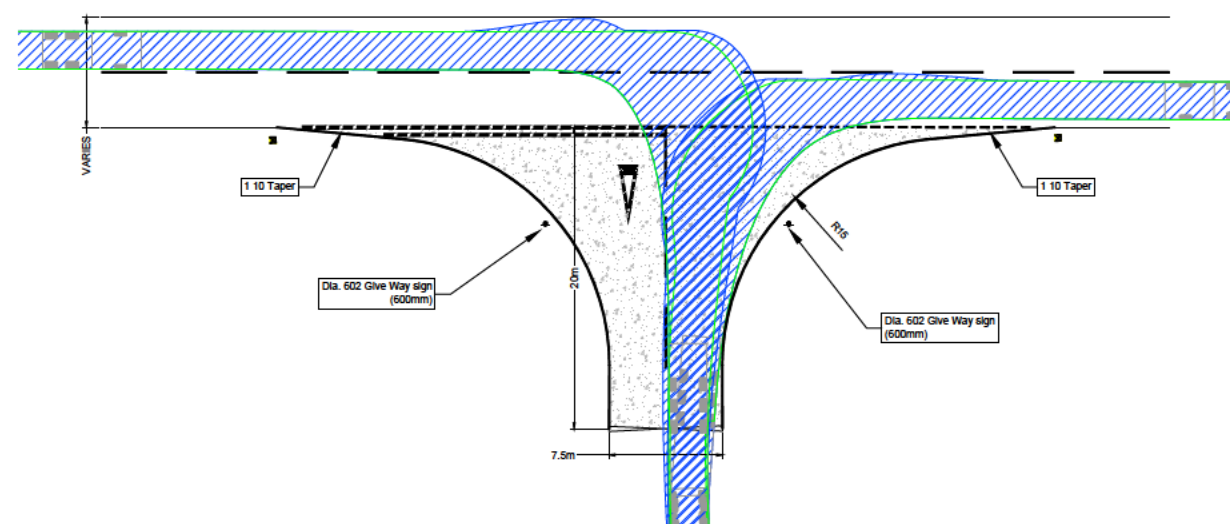 VARIES
1 10 Taper
1 10 Taper
R15
20m
Dia. 602 Give Way sign
(600mm)
Dia. 602 Give Way sign
(600mm)
7.5m